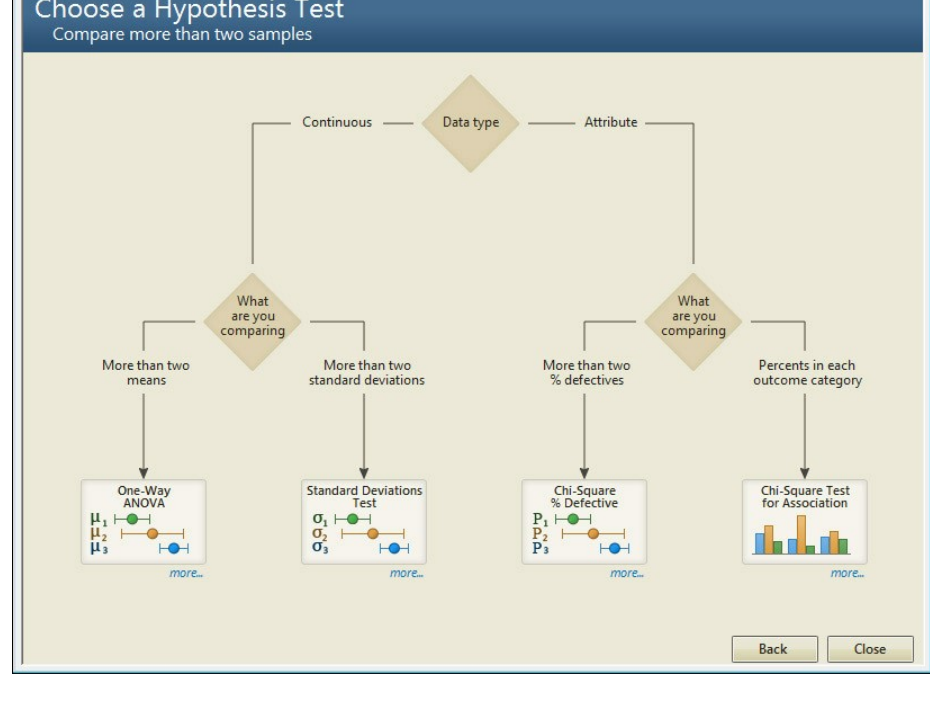 Choose a Hypothesis Test
Compare more than two samples
Continuous
Data type
Attribute
What
are you
comparing
What
are you
comparing
More than two
means
More than two
standard deviations
More than two
% defectives
Percents in each
outcome category
One-Way
ANOVA
μ1
μ2
μ3
more...
Standard Deviations
Test
σ1
σ2
σ3
more...
Chi-Square
% Defective
P1
P2
P3
more...
Chi-Square Test
for Association
more...
Back
Close